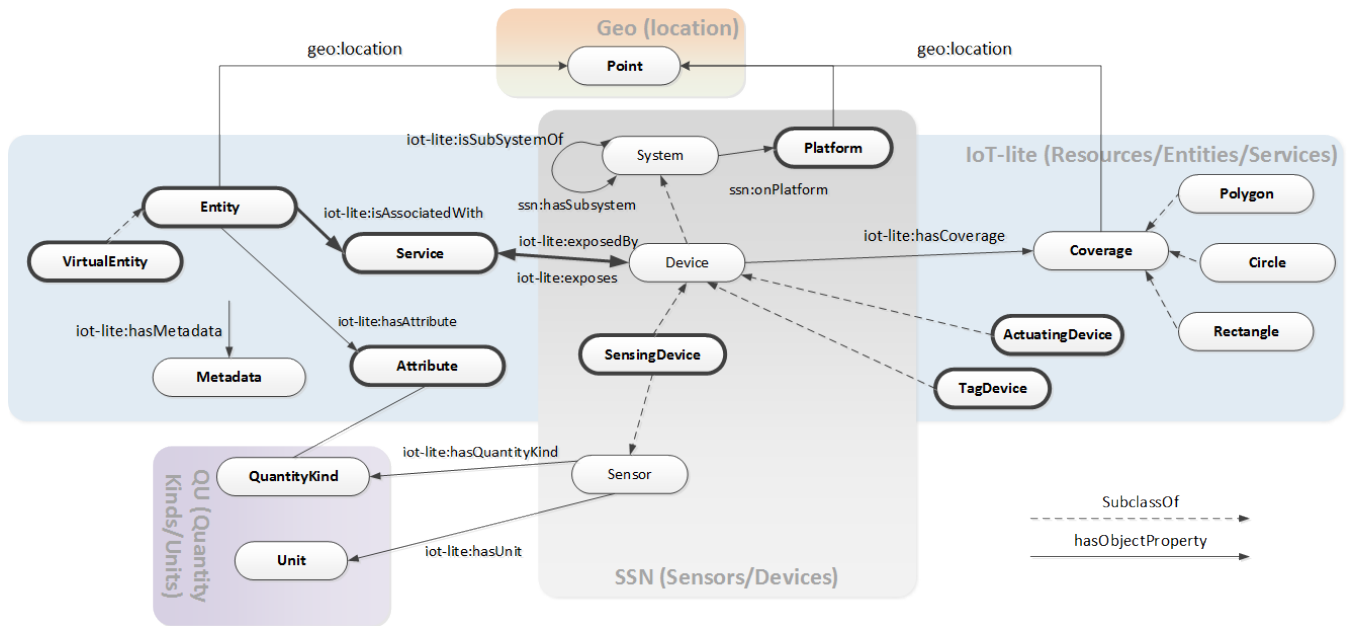 Geo (location)
geo:location
geo:location
Point
iot-lite:isSubSystemOf
System
Platform
IoT-lite (Resources/Entities/Services)
ssn:onPlatform
ssn:hasSubsystem
Polygon
Entity
iot-lite:isAssociatedWith
iot-lite:exposedBy
iot-lite:hasCoverage
Service
Coverage
VirtualEntity
Device
Circle
iot-lite:exposes
iot-lite:hasMetadata
iot-lite:hasAttribute
ActuatingDevice
Rectangle
SensingDevice
Attribute
Metadata
TagDevice
iot-lite:hasQuantityKind
QuantityKind
Sensor
QU (Quantity
Kinds/Units)
SubclassOf
hasObjectProperty
iot-lite:hasUnit
Unit
SSN (Sensors/Devices)